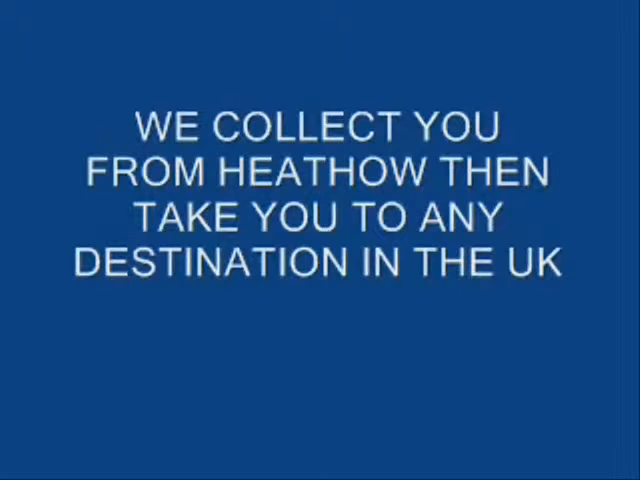 WE COLLECT YOU
FROM HEATHOW THEN
TAKE YOU TO ANY
DESTINATION IN THE UK